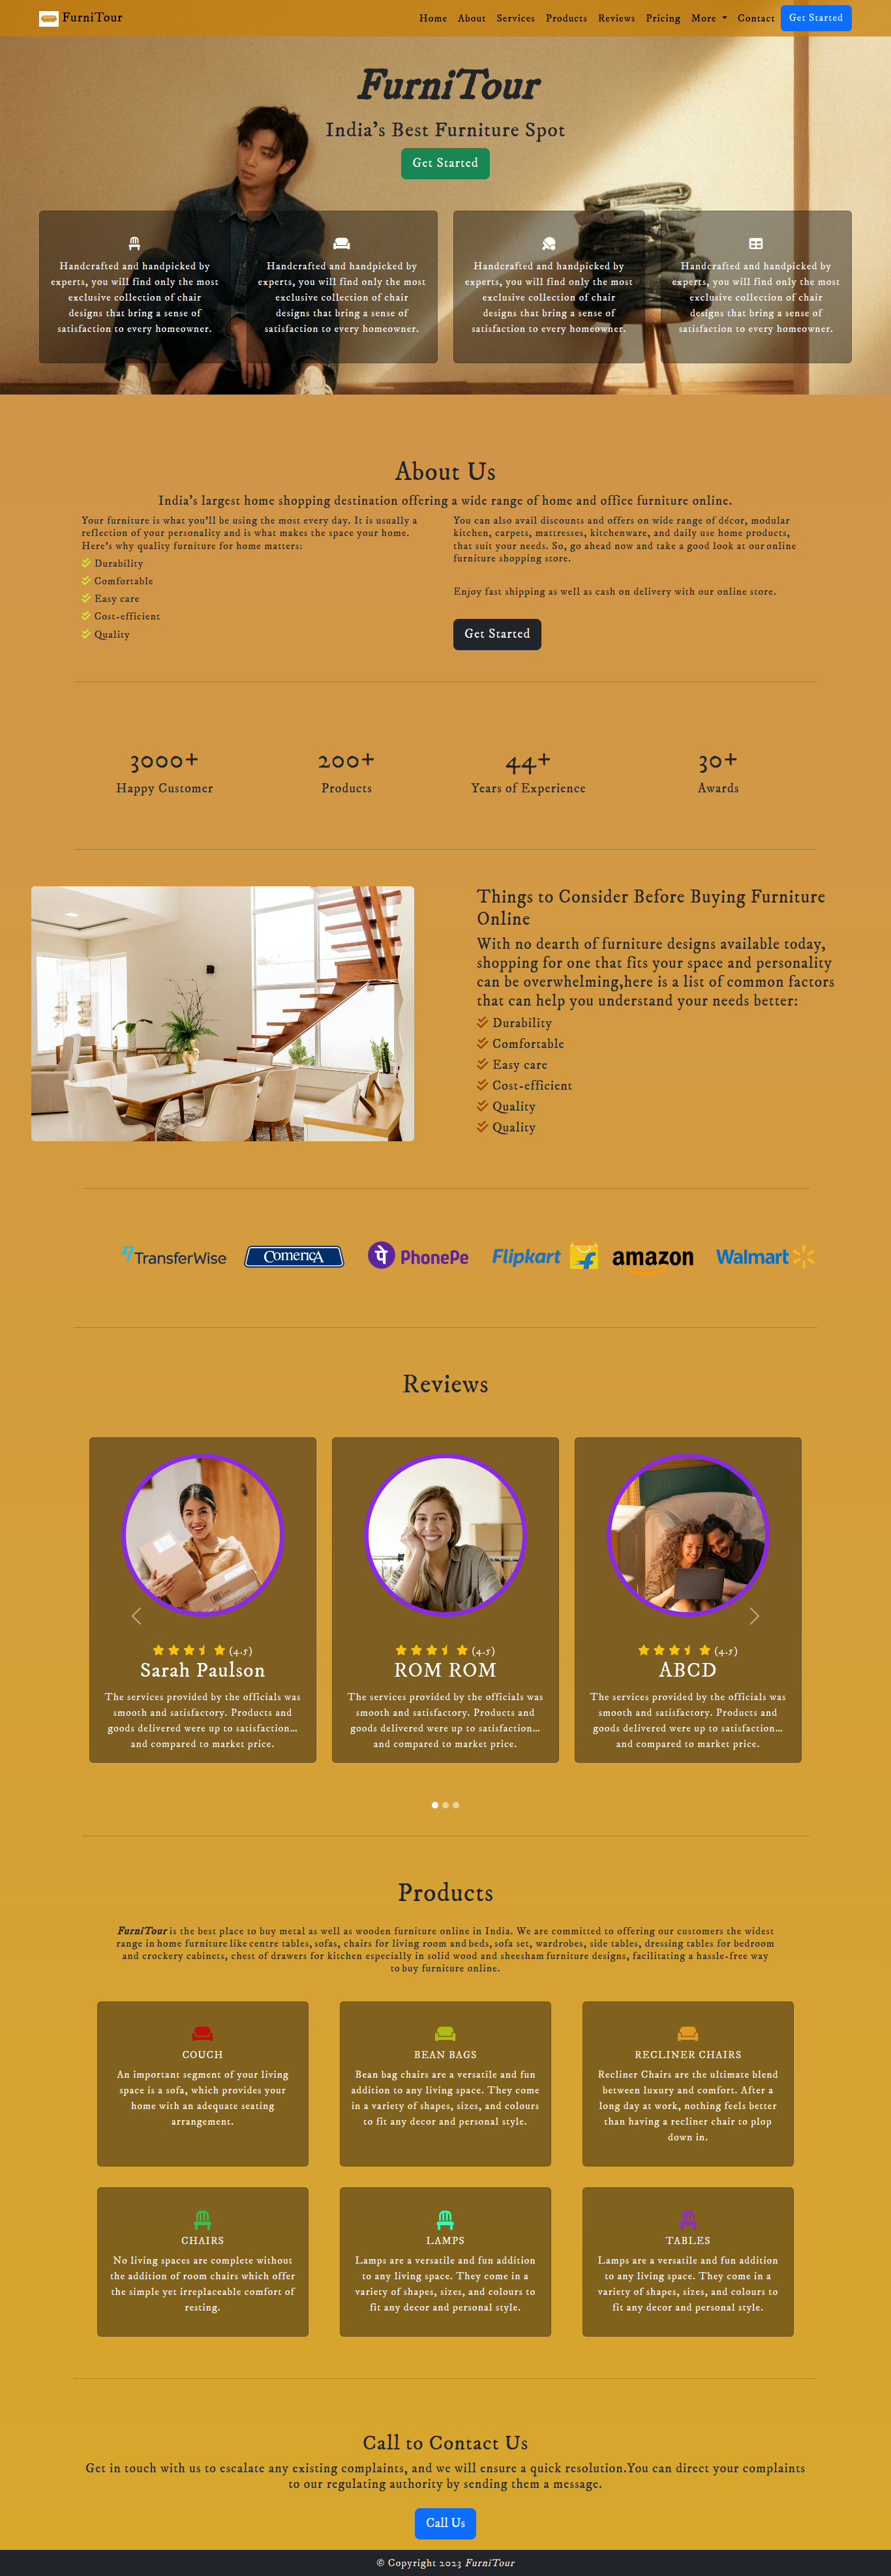 FurniTour
Home About Services Products Reviews Pricing More Contact Get Started
FurniTour
India's Best Furniture Spot
Get Started
Handcrafted and handpicked by
experts, you will find only the most
exclusive collection of chair
designs that bring a sense of
satisfaction to every homeowner.
Handcrafted and handpicked by
experts, you will find only the most
exclusive collection of chair
designs that bring a sense of
satisfaction to every homeowner.
Handcrafted and handpicked by
experts, you will find only the most
exclusive collection of chair
designs that bring a sense of
satisfaction to every homeowner.
Handcrafted and handpicked by
experts, you will find only the most
exclusive collection of chair
designs that bring a sense of
satisfaction to every homeowner.
About Us
India's largest home shopping destination offering a wide range of home and office furniture online.
Your furniture is what you'll be using the most every day. It is usually a
reflection of your personality and is what makes the space your home.
Here's why quality furniture for home matters:
Durability
Comfortable
Easy care
Cost-efficient
Quality
You can also avail discounts and offers on wide range of décor, modular
kitchen, carpets, mattresses, kitchenware, and daily use home products,
that suit your needs. So, go ahead now and take a good look at our online
furniture shopping store.
Enjoy fast shipping as well as cash on delivery with our online store.
Get Started
3000+
Happy Customer
200+
Products
44+
Years of Experience
30+
Awards
Things to Consider Before Buying Furniture
Online
With no dearth of furniture designs available today,
shopping for one that fits your space and personality
can be overwhelming,here is a list of common factors
that can help you understand your needs better:
Durability
Comfortable
Easy care
Cost-efficient
Quality
Quality
TransferWise Comerica पे PhonePe Flipkart f amazon Walmart
Reviews
(4.5)
Sarah Paulson
The services provided by the officials was
smooth and satisfactory. Products and
goods delivered were up to satisfaction...
and compared to market price.
(4.5)
ROM ROM
The services provided by the officials was
smooth and satisfactory. Products and
goods delivered were up to satisfaction...
and compared to market price.
(4.5)
ABCD
The services provided by the officials was
smooth and satisfactory. Products and
goods delivered were up to satisfaction...
and compared to market price.
Products
FurniTour is the best place to buy metal as well as wooden furniture online in India. We are committed to offering our customers the widest
range in home furniture like centre tables, sofas, chairs for living room and beds, sofa set, wardrobes, side tables, dressing tables for bedroom
and crockery cabinets, chest of drawers for kitchen especially in solid wood and sheesham furniture designs, facilitating a hassle-free way
to buy furniture online.
COUCH
An important segment of your living
space is a sofa, which provides your
home with an adequate seating
arrangement.
BEAN BAGS
Bean bag chairs are a versatile and fun
addition to any living space. They come
in a variety of shapes, sizes, and colours
to fit any decor and personal style.
RECLINER CHAIRS
Recliner Chairs are the ultimate blend
between luxury and comfort. After a
long day at work, nothing feels better
than having a recliner chair to plop
down in.
CHAIRS
No living spaces are complete without
the addition of room chairs which offer
the simple yet irreplaceable comfort of
resting.
LAMPS
Lamps are a versatile and fun addition
to any living space. They come in a
variety of shapes, sizes, and colours to
fit any decor and personal style.
TABLES
Lamps are a versatile and fun addition
to any living space. They come in a
variety of shapes, sizes, and colours to
fit any decor and personal style.
Call to Contact Us
Get in touch with us to escalate any existing complaints, and we will ensure a quick resolution.You can direct your complaints
to our regulating authority by sending them a message.
Call Us
© Copyright 2023 FurniTour